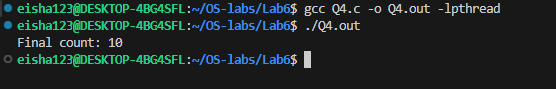 eisha123@DESKTOP-4BG4SFL:~/OS-labs/Lab6$ gcc Q4.c -o Q4.out -lpthread
eisha123@DESKTOP-4BG4SFL:~/OS-labs/Lab6$ ./Q4.out
Final count: 10
eisha123@DESKTOP-4BG4SFL:~/OS-labs/Lab6$